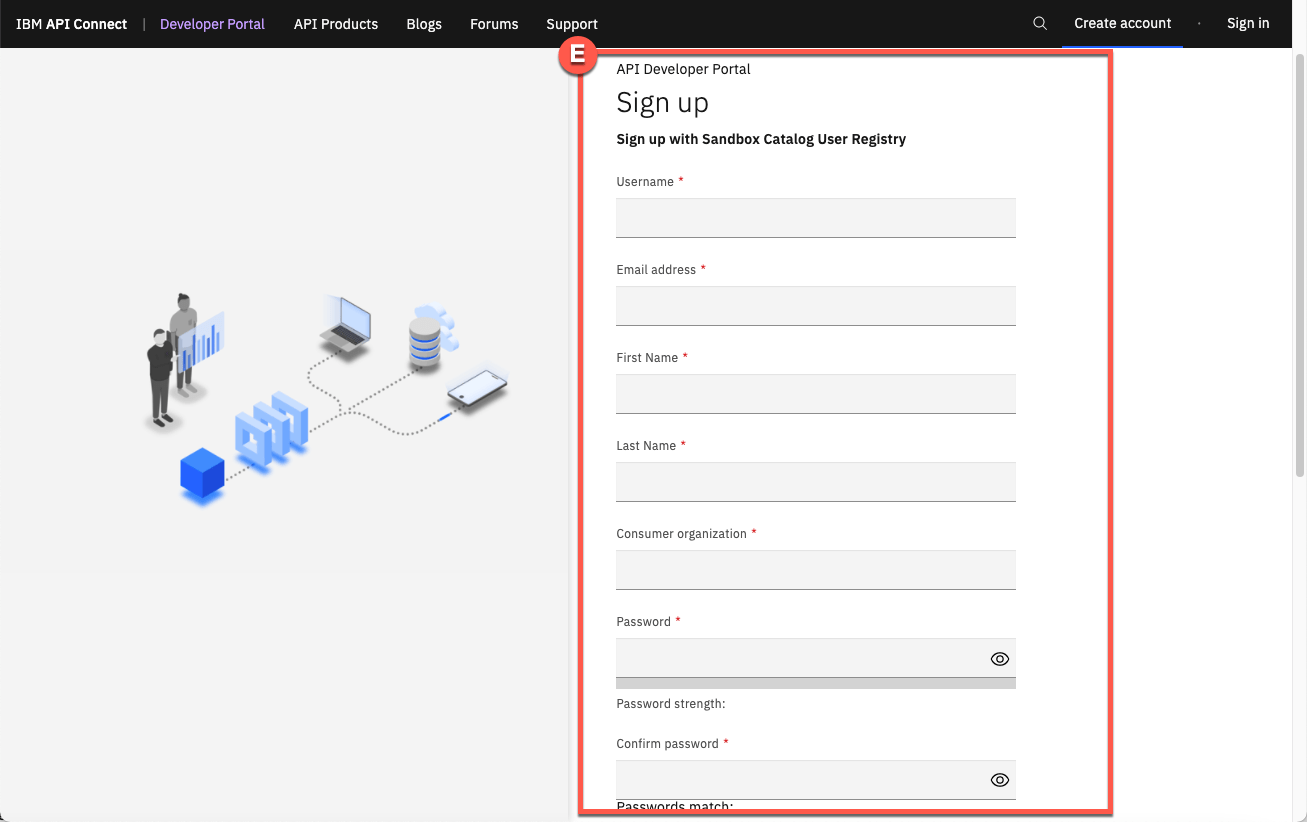 IBM API Connect | Developer Portal API Products Blogs Forums Support Create account · Sign in
E
API Developer Portal
Sign up
Sign up with Sandbox Catalog User Registry
Username *
Email address *
First Name *
Last Name *
Consumer organization *
Password *
Password strength:
Confirm password *
Passwords match: